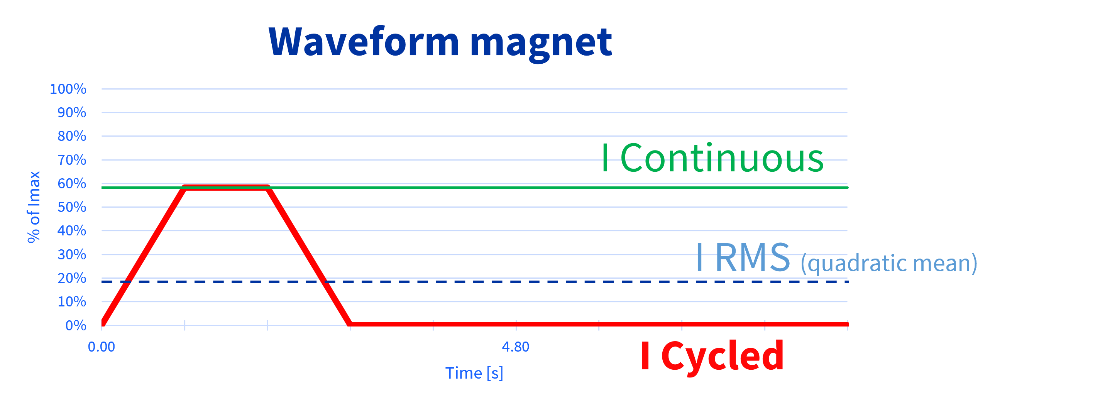 Waveform magnet
100%
90%
80%
70%
60%
50%
40%
30%
20%
10%
0%
% of Imax
I Continuous
I RMS (quadratic mean)
0.00
4.80
I Cycled
Time [s]